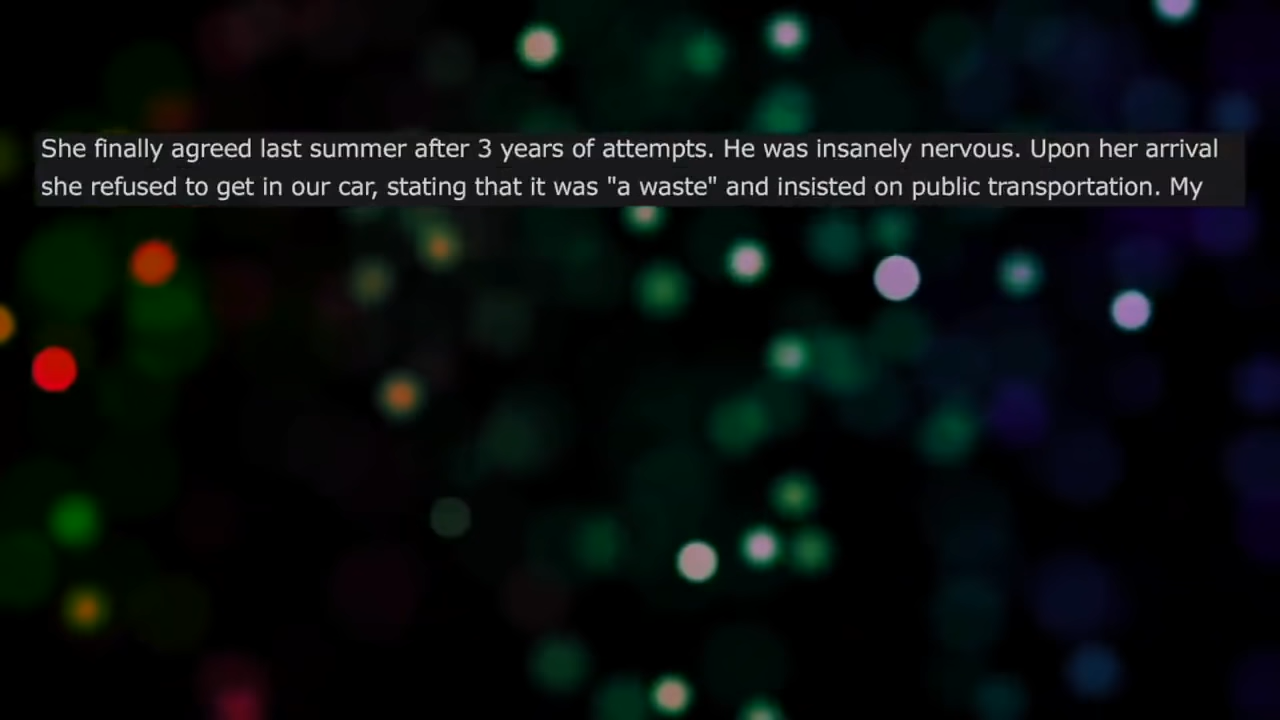 She finally agreed last summer after 3 years of attempts. He was insanely nervous. Upon her arrival
she refused to get in our car, stating that it was "a waste" and insisted on public transportation. My